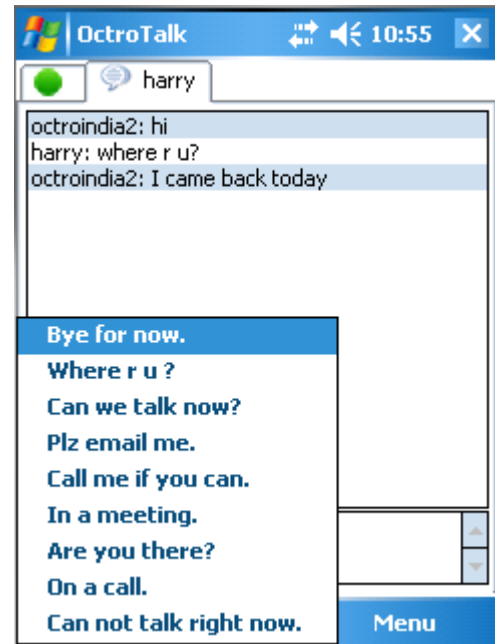 OctroTalk 10:55
harry
octroindia2: hi
harry: where r u?
octroindia2: I came back today
Bye for now.
Where r u ?
Can we talk now?
Plz email me.
Call me if you can.
In a meeting.
Are you there?
On a call.
Can not talk right now.
Menu